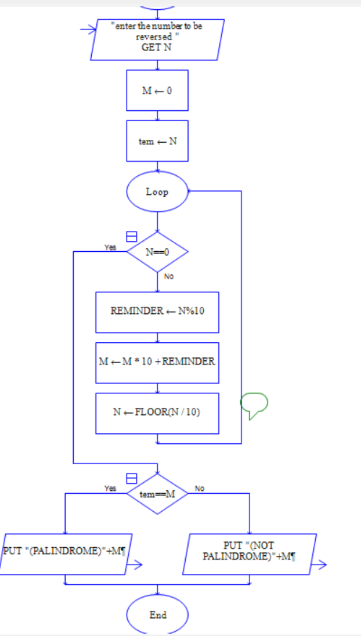 "enter the number to be
reversed "
GET N
M ← 0
tem ← N
Loop
Yes
N==0
No
REMINDER ← N%10
M ← M * 10 + REMINDER
N ← FLOOR(N / 10)
Yes
tem==M
No
PUT "(PALINDROME)"+M¶
PUT "(NOT
PALINDROME)"+M¶
End